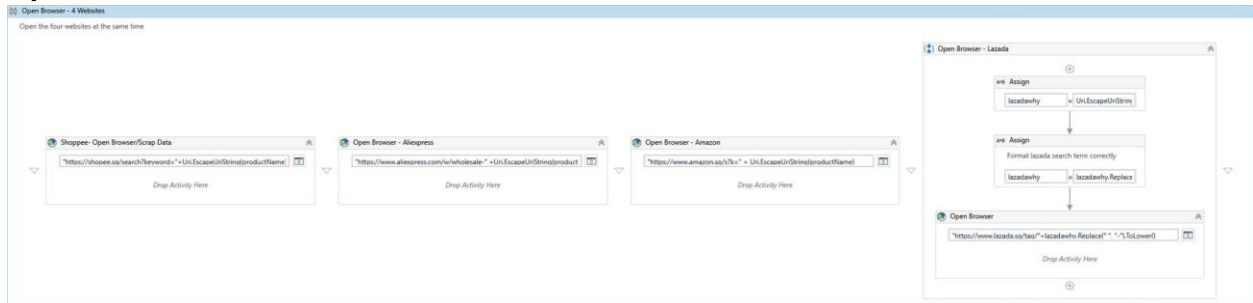 Open Browser - 4 Websites
Open the four websites at the same time
Open Browser - Lazada
Assign
lazadawhy = Uri.EscapeUriString
Shoppee- Open Browser/Scrap Data
Open Browser - Aliexpress
Open Browser - Amazon
Assign
"https://shopee.sg/search?keyword="+Uri.EscapeUriString(productName)
"https://www.aliexpress.com/w/wholesale-" +Uri.EscapeUriString(product
"https://www.amazon.sg/s?k=" + Uri.EscapeUriString(productName)
Format lazada search term correctly
Drop Activity Here
Drop Activity Here
Drop Activity Here
lazadawhy = lazadawhy.Replace
Open Browser
"https://www.lazada.sg/tag/"+lazadawhy.Replace(" ", "-").ToLower()
Drop Activity Here